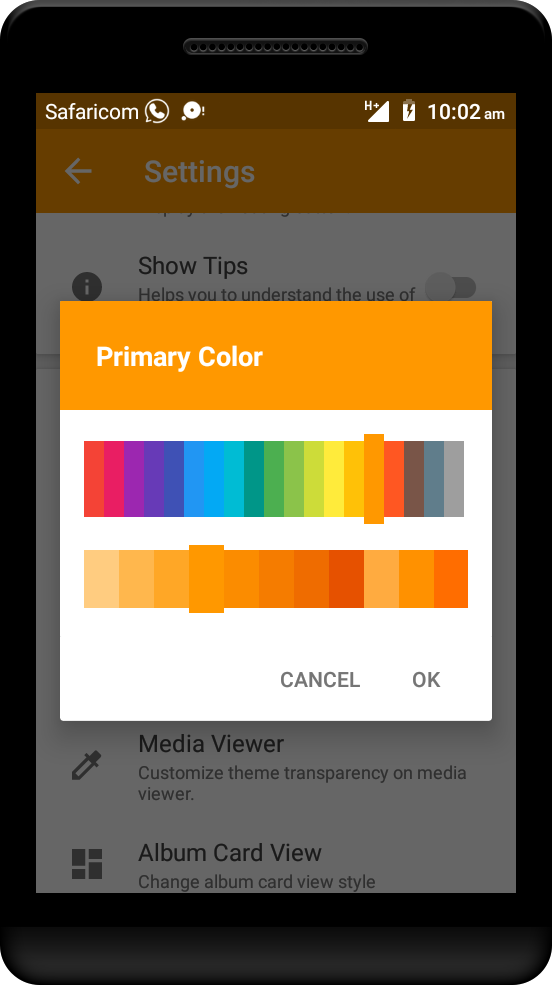 Safaricom H+ 10:02 am
Settings
Show Tips
Helps you to understand the use of
Primary Color
CANCEL OK
Media Viewer
Customize theme transparency on media
viewer.
Album Card View
Change album card view style